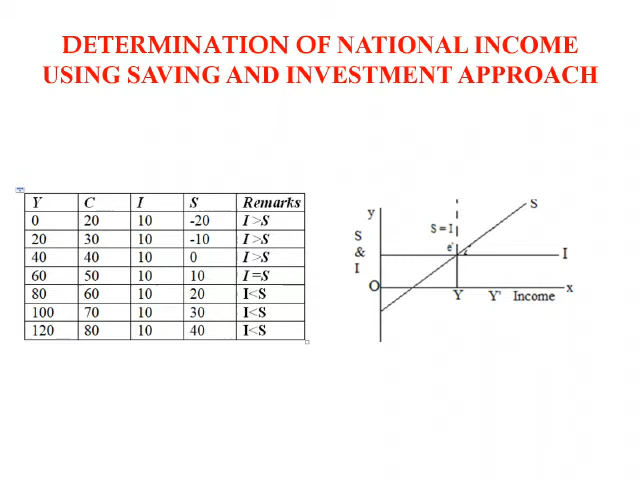 DETERMINATION OF NATIONAL INCOME
USING SAVING AND INVESTMENT APPROACH
Y C I S Remarks
0 20 10 -20 I >S
20 30 10 -10 I >S
40 40 10 0 I >S
60 50 10 10 I =S
80 60 10 20 I<S
100 70 10 30 I<S
120 80 10 40 I<S
y
S
&
I
S = I
e'
S
I
O
Y Y' Income x